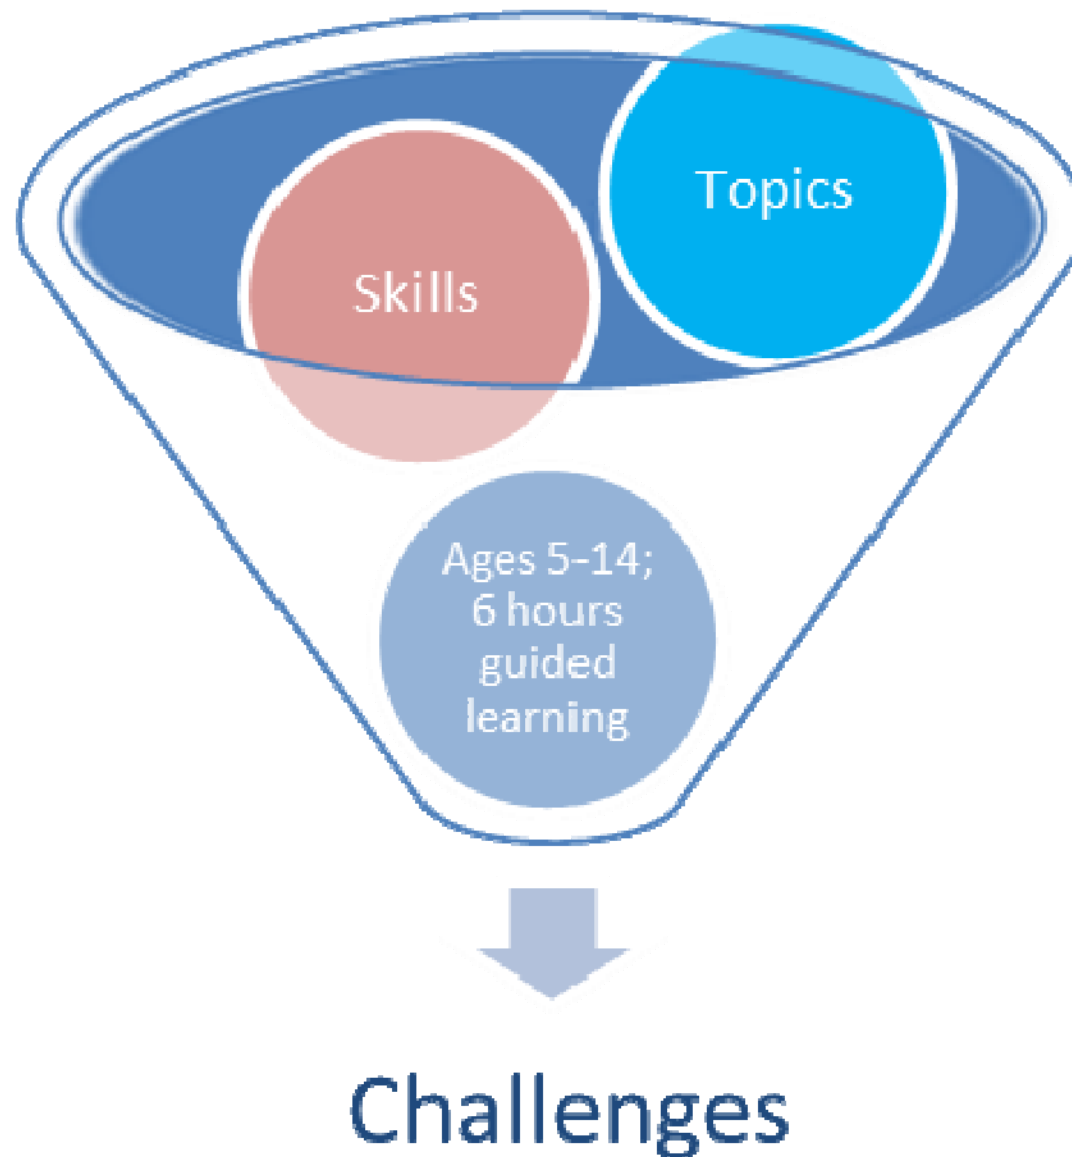 Topics
Skills
Ages 5-14;
6 hours
guided
learning
Challenges